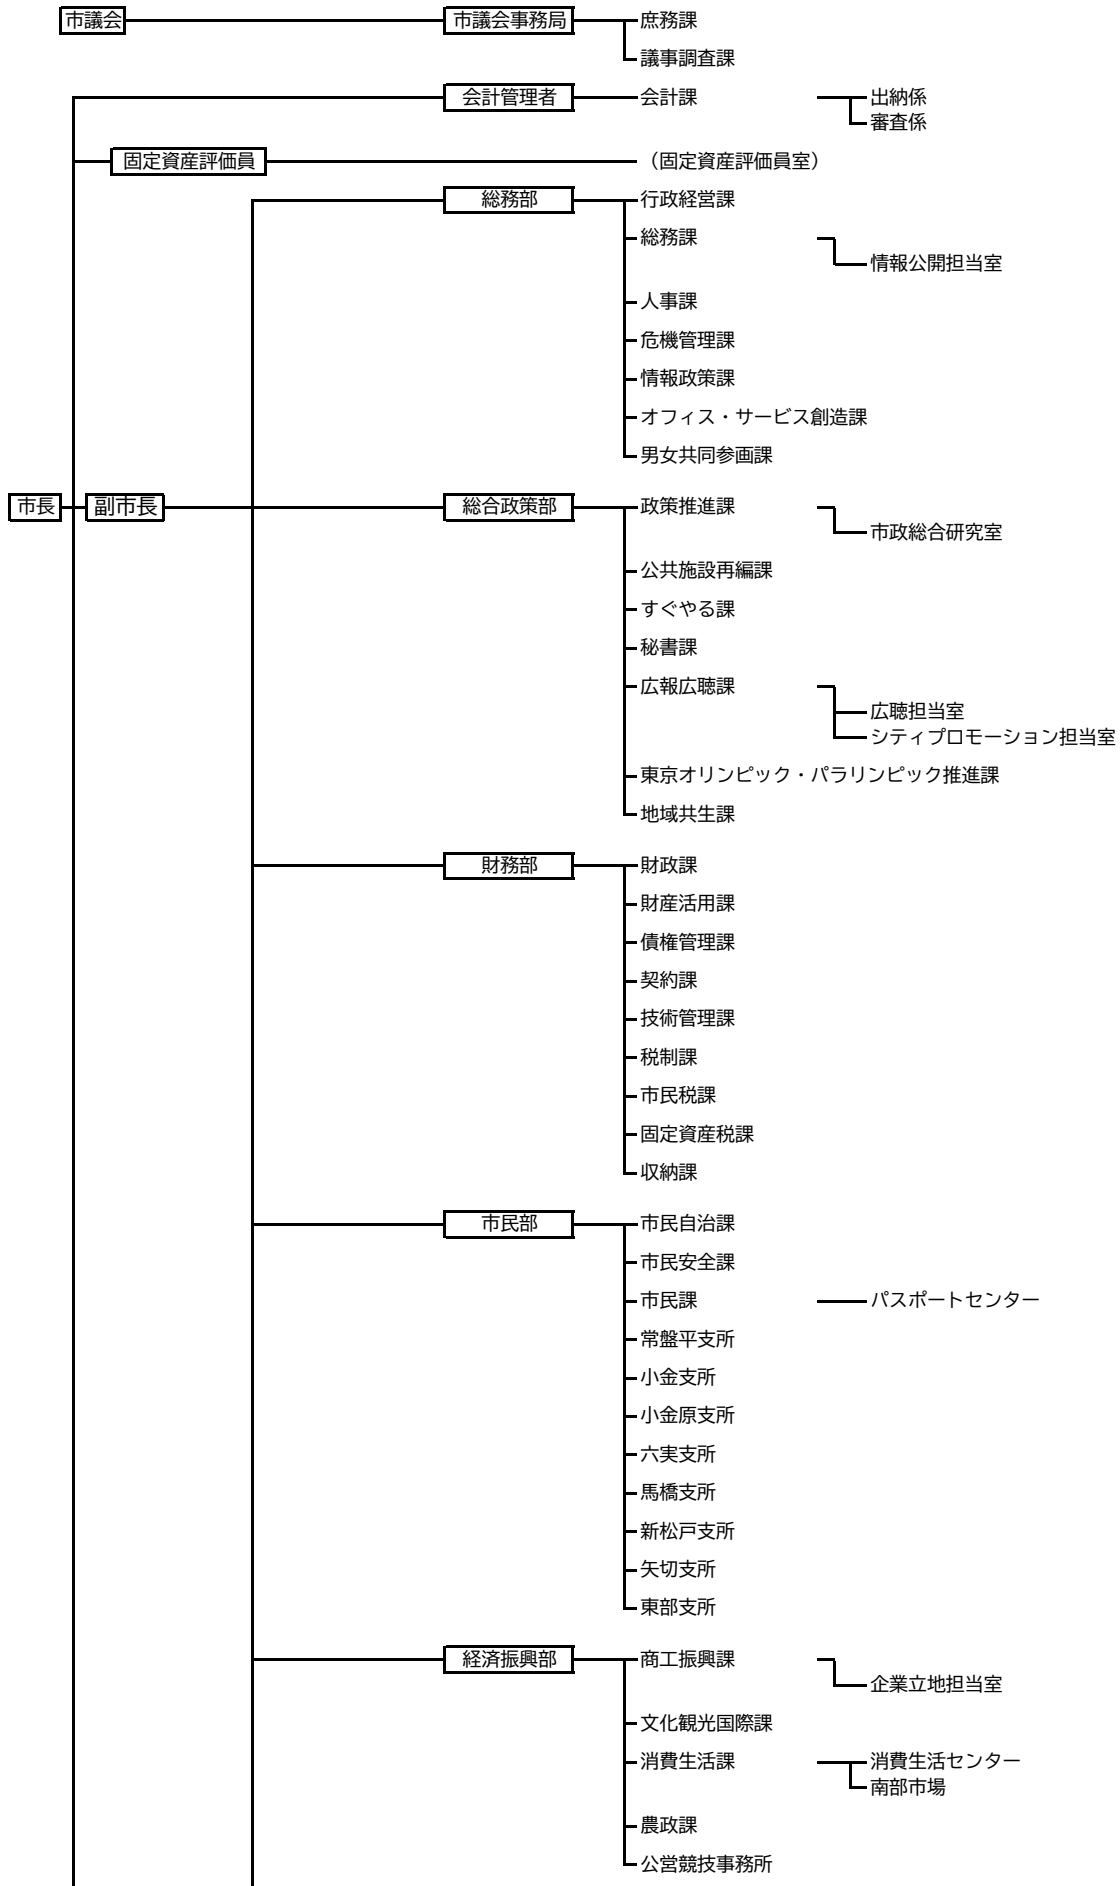 市議会 市議会事務局 庶務課
議事調査課
会計管理者 会計課 出納係
審査係
固定資産評価員 （固定資産評価員室）
総務部 行政経営課
総務課
情報公開担当室
人事課
危機管理課
情報政策課
オフィス・サービス創造課
男女共同参画課
市長 副市長 総合政策部 政策推進課
市政総合研究室
公共施設再編課
すぐやる課
秘書課
広報広聴課
広聴担当室
シティプロモーション担当室
東京オリンピック・パラリンピック推進課
地域共生課
財務部 財政課
財産活用課
債権管理課
契約課
技術管理課
税制課
市民税課
固定資産税課
収納課
市民部 市民自治課
市民安全課
市民課 パスポートセンター
常盤平支所
小金支所
小金原支所
六実支所
馬橋支所
新松戸支所
矢切支所
東部支所
経済振興部 商工振興課
企業立地担当室
文化観光国際課
消費生活課 消費生活センター
南部市場
農政課
公営競技事務所